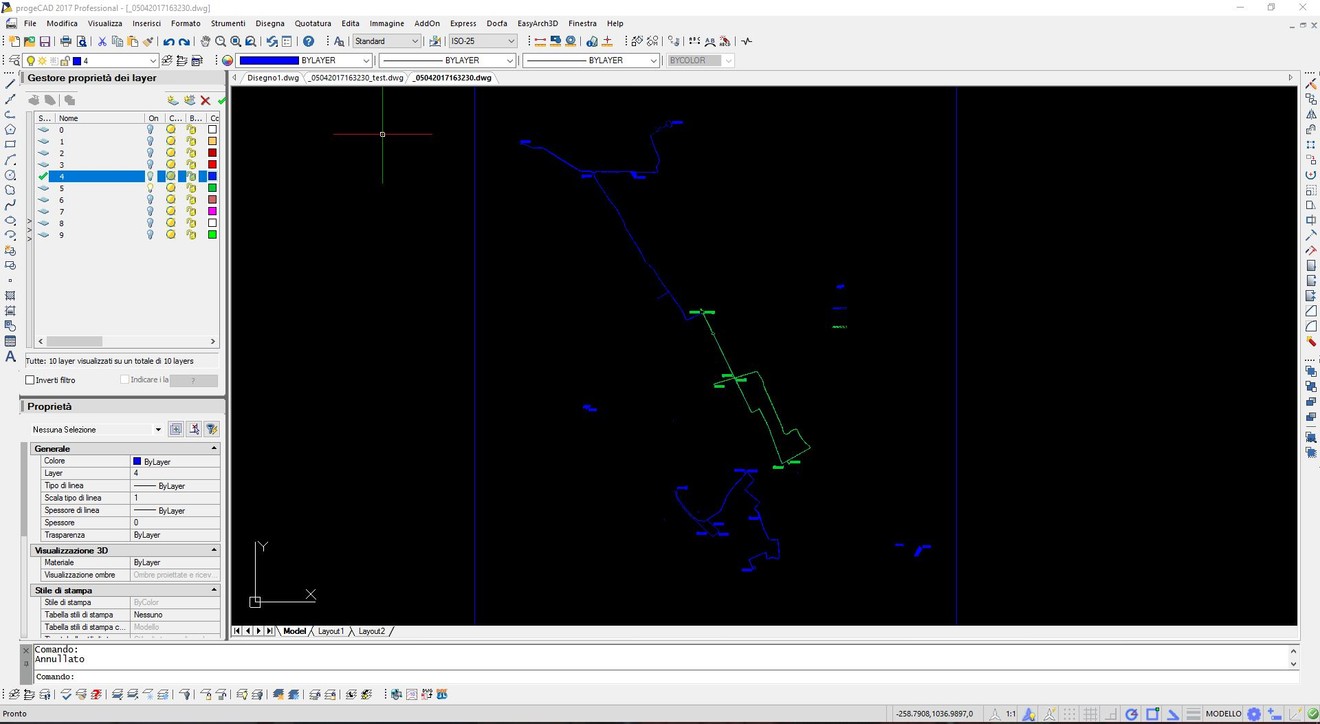 progeCAD 2017 Professional - [_05042017163230.dwg]
File Modifica Visualizza Inserisci Formato Strumenti Disegna Quotatura Edita Immagine AddOn Express Docfa EasyArch3D Finestra Help
Standard ISO-25
4 BYLAYER BYLAYER BYLAYER BYCOLOR
Gestore proprietà dei layer
Disegno1.dwg _05042017163230_test.dwg _05042017163230.dwg
S... Nome On C... B... Cc
0
1
2
3
4
5
6
7
8
9
Tutte: 10 layer visualizzati su un totale di 10 layers
Inverti filtro Indicare i la ?
Proprietà
Nessuna Selezione
Generale
Colore ByLayer
Layer 4
Tipo di linea ByLayer
Scala tipo di linea 1
Spessore di linea ByLayer
Spessore 0
Trasparenza ByLayer
Visualizzazione 3D
Materiale ByLayer
Visualizzazione ombre Ombre proiettate e ricev...
Stile di stampa
Stile di stampa ByColor
Tabella stili di stampa Nessuno
Tabella stili di stampa c... Modello
Y
X
Model Layout1 Layout2
Comando:
Annullato
Comando:
Pronto -258.7908,1036.9897,0 1:1 MODELLO